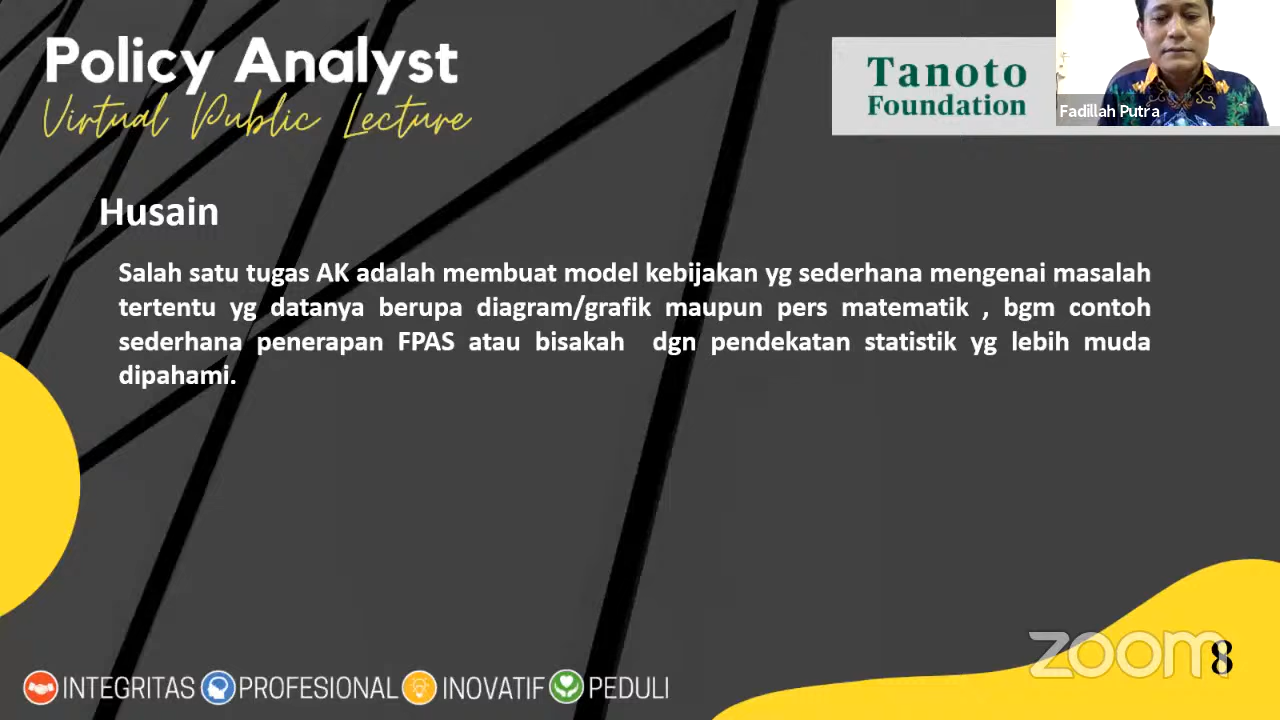 Policy Analyst
Virtual Public Lecture
Tanoto
Foundation
Fadillah Putra
Husain
Salah satu tugas AK adalah membuat model kebijakan yg sederhana mengenai masalah
tertentu yg datanya berupa diagram/grafik maupun pers matematik , bgm contoh
sederhana penerapan FPAS atau bisakah dgn pendekatan statistik yg lebih muda
dipahami.
INTEGRITAS PROFESIONAL INOVATIF PEDULI
zoom
8